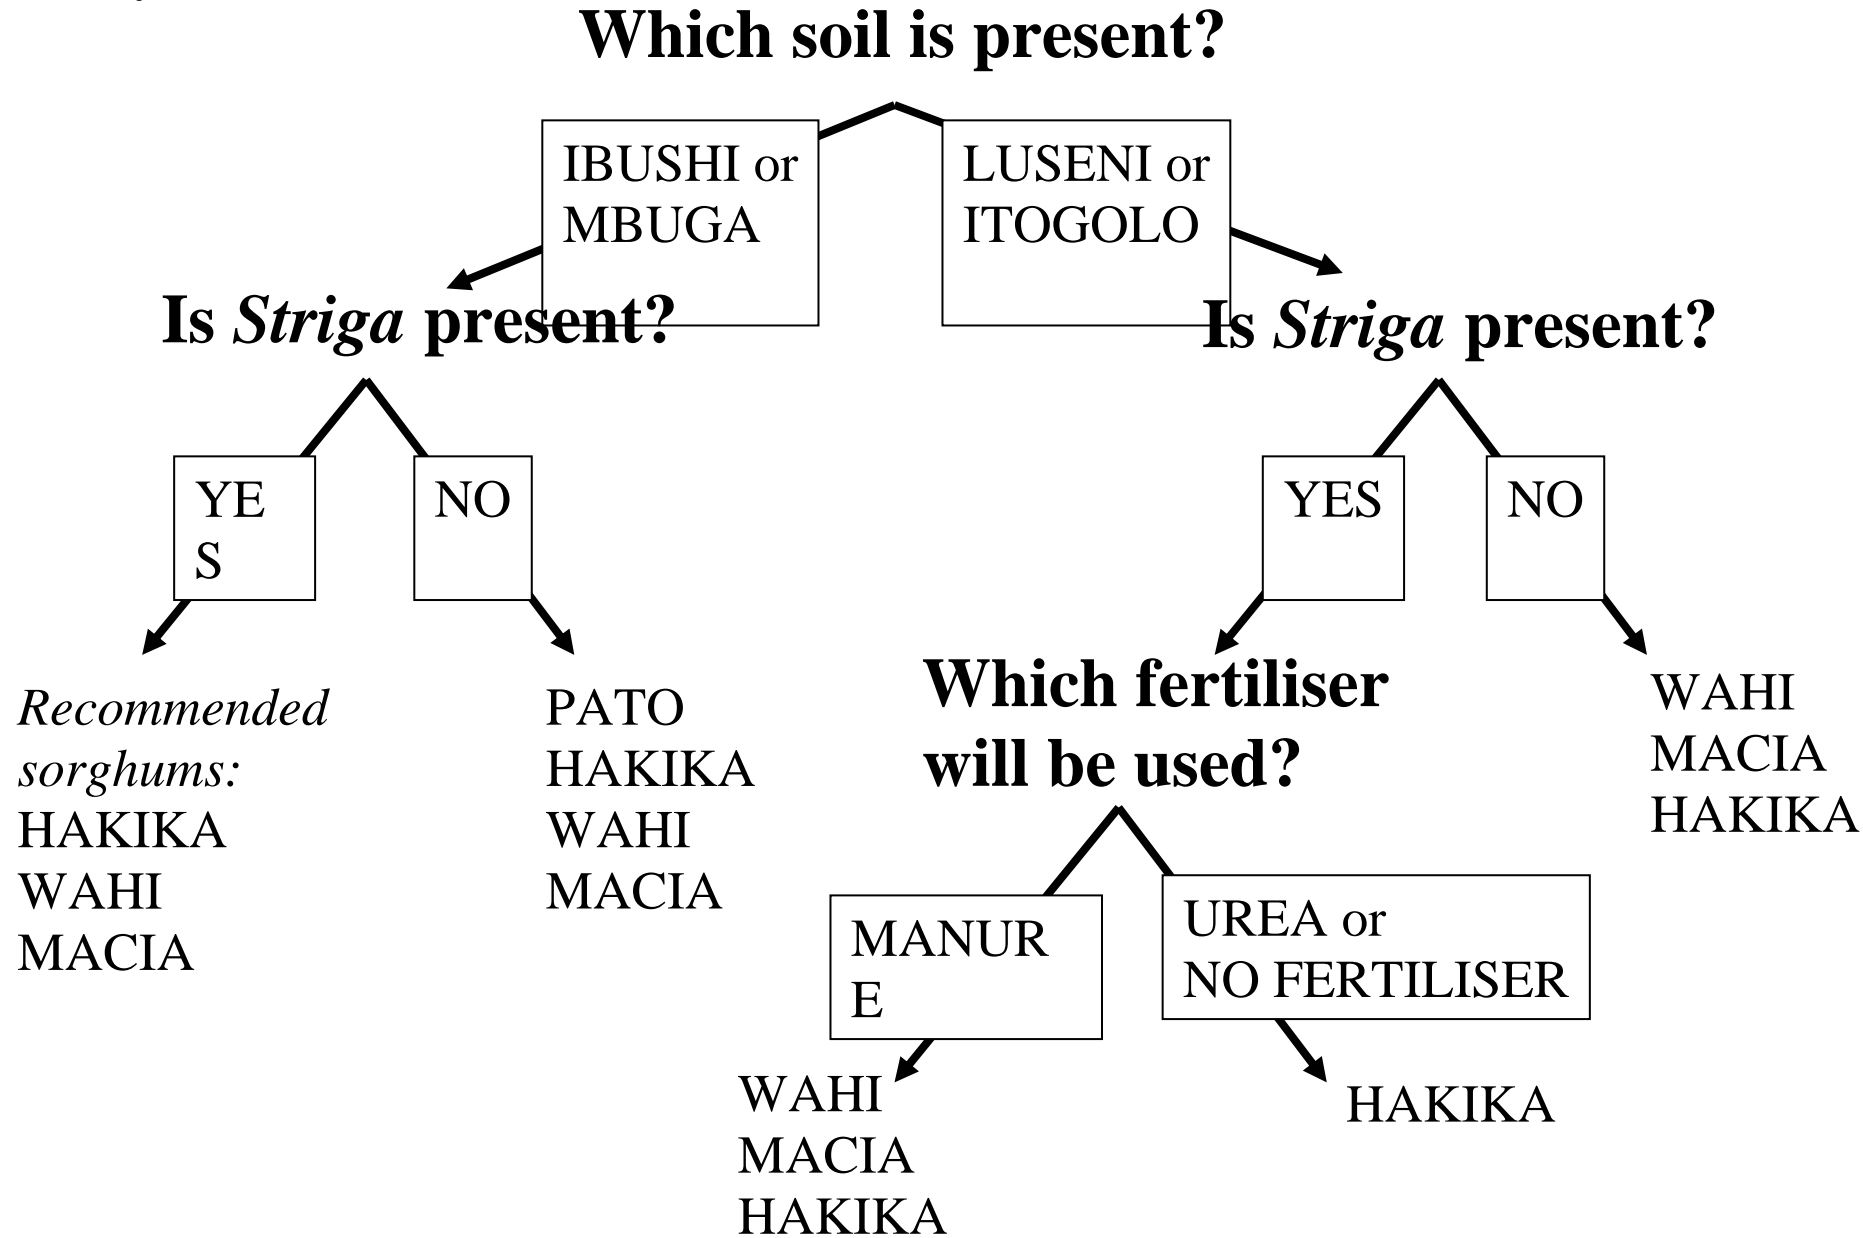 Which soil is present?
IBUSHI or
MBUGA
LUSENI or
ITOGOLO
Is Striga present?
Is Striga present?
YE
S
NO
YES
NO
Recommended
sorghums:
HAKIKA
WAHI
MACIA
PATO
HAKIKA
WAHI
MACIA
Which fertiliser
will be used?
WAHI
MACIA
HAKIKA
MANUR
E
UREA or
NO FERTILISER
WAHI
MACIA
HAKIKA
HAKIKA